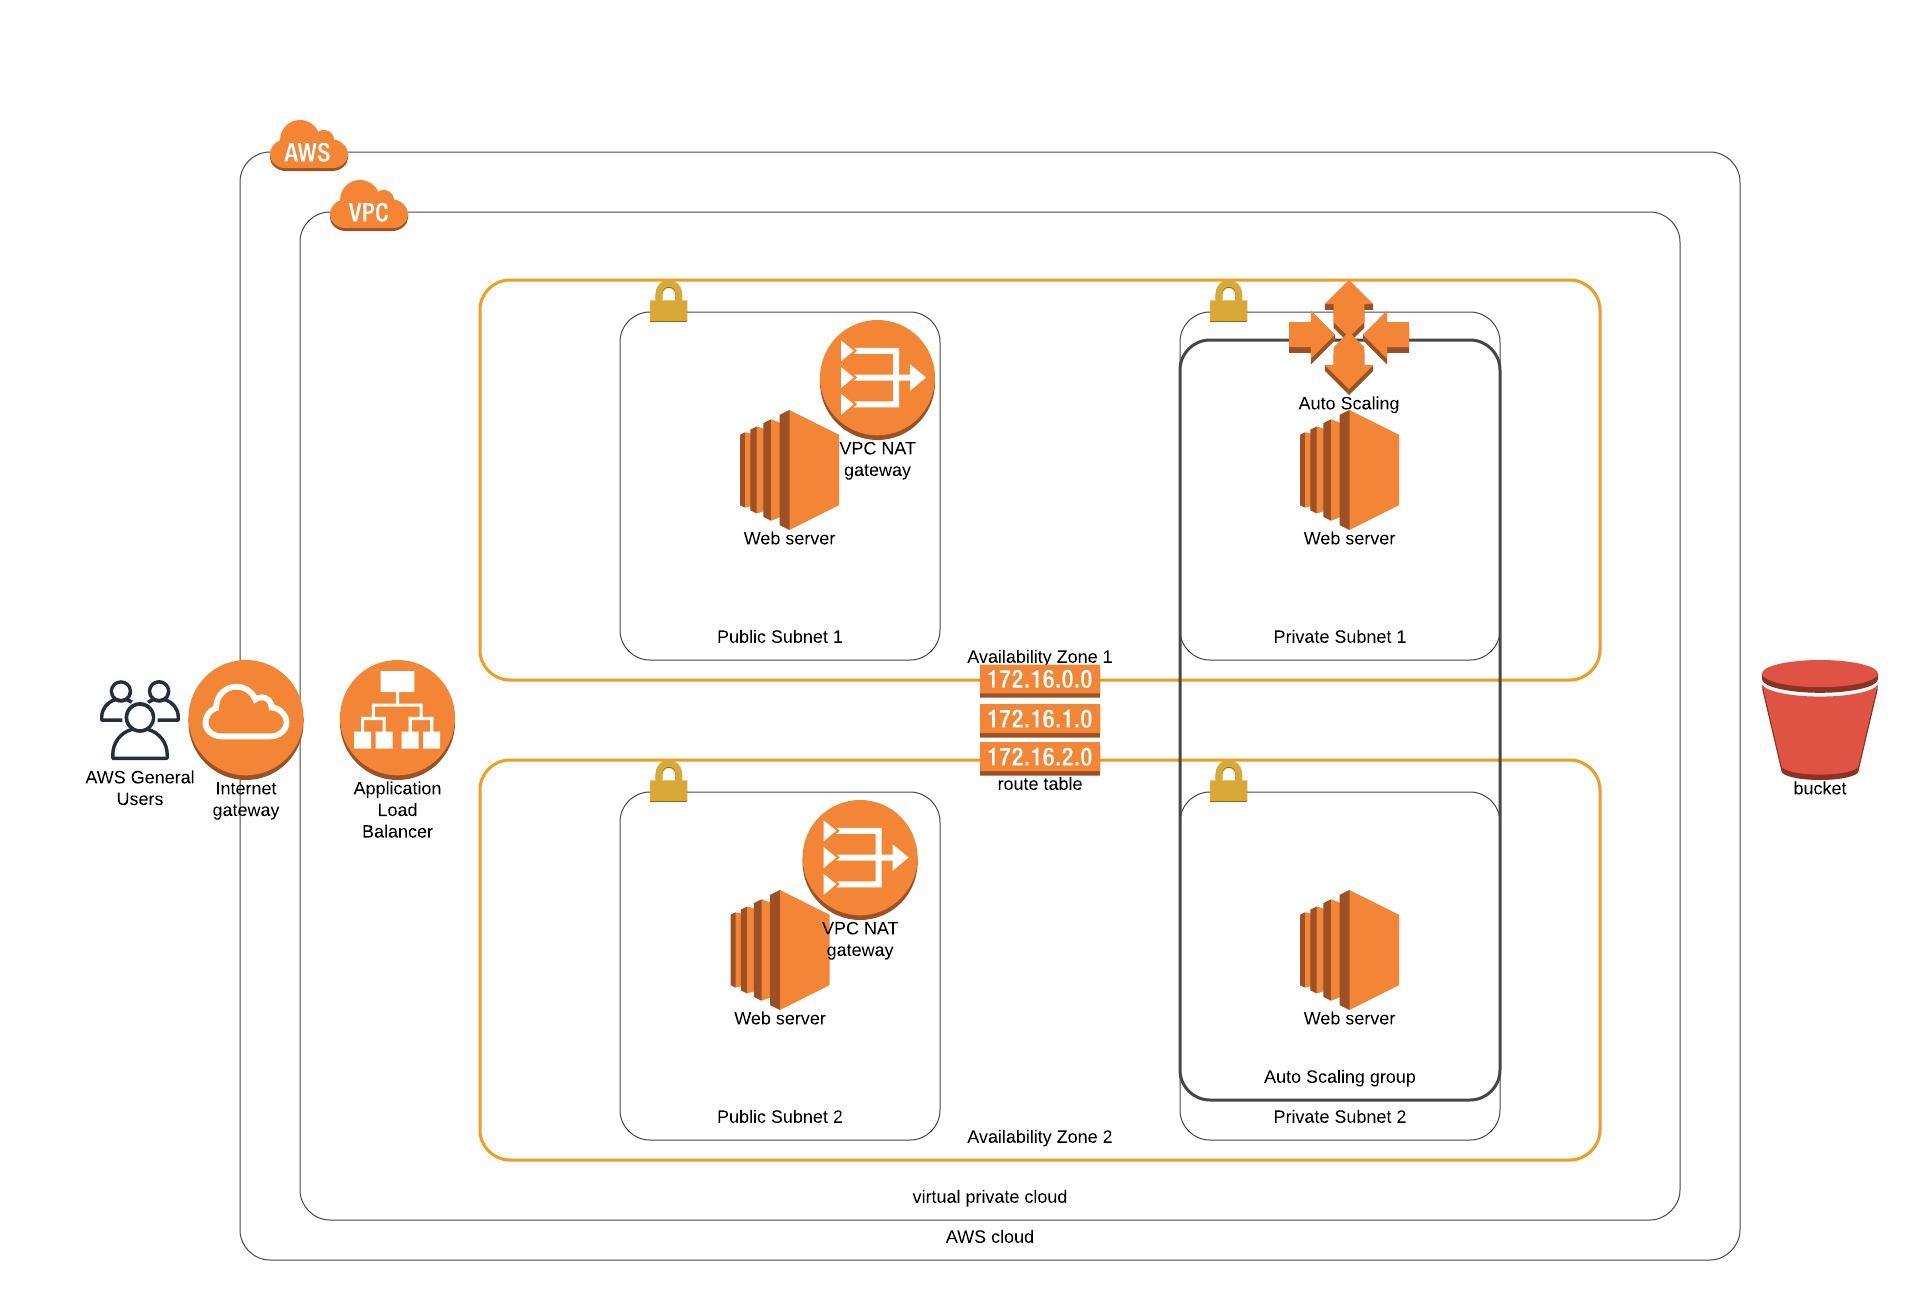 AWS
VPC
Auto Scaling
VPC NAT
gateway
Web server
Web server
Public Subnet 1
Private Subnet 1
Availability Zone 1
172.16.0.0
172.16.1.0
172.16.2.0
route table
AWS General
Users
Internet
gateway
Application
Load
Balancer
bucket
VPC NAT
gateway
Web server
Web server
Auto Scaling group
Public Subnet 2
Private Subnet 2
Availability Zone 2
virtual private cloud
AWS cloud